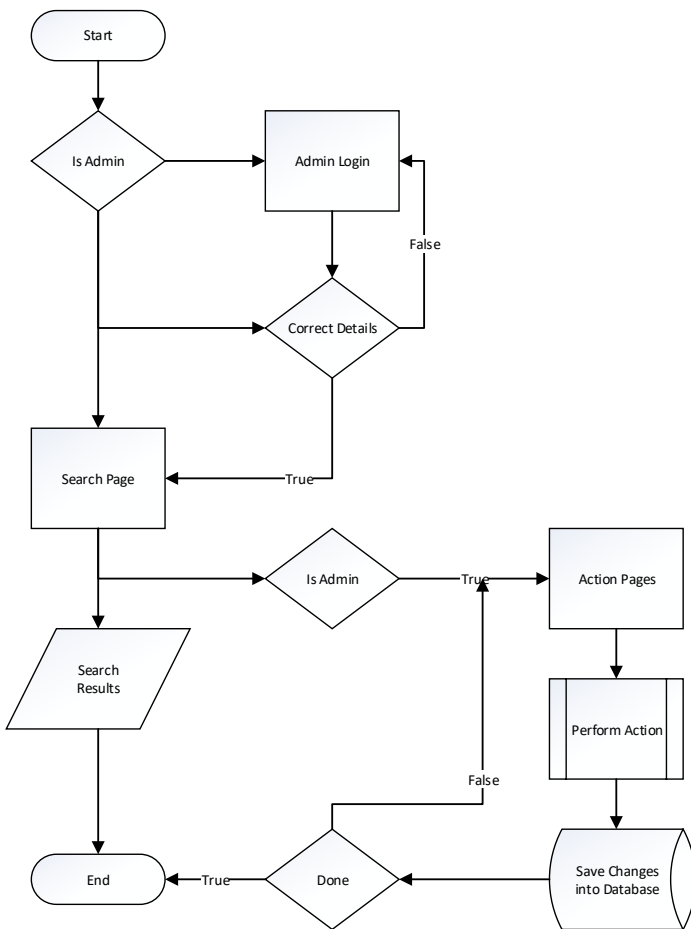 Start
Is Admin
Admin Login
False
Correct Details
Search Page
True
Is Admin
True
Action Pages
Search
Results
Perform Action
False
End
True
Done
Save Changes
into Database